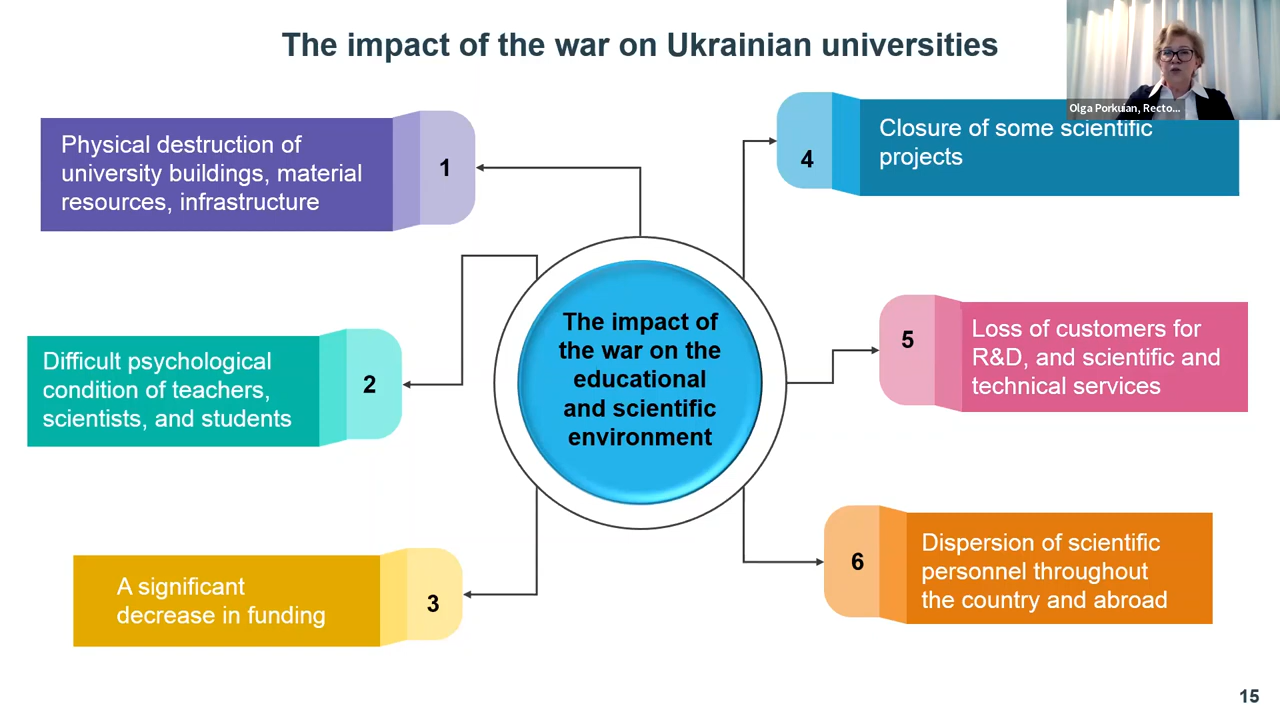 The impact of the war on Ukrainian universities
Olga Porkuian, Recto...
Physical destruction of
university buildings, material
resources, infrastructure
1
Difficult psychological
condition of teachers,
scientists, and students
2
A significant
decrease in funding
3
The impact of
the war on the
educational
and scientific
environment
4
Closure of some scientific
projects
5
Loss of customers for
R&D, and scientific and
technical services
6
Dispersion of scientific
personnel throughout
the country and abroad
15